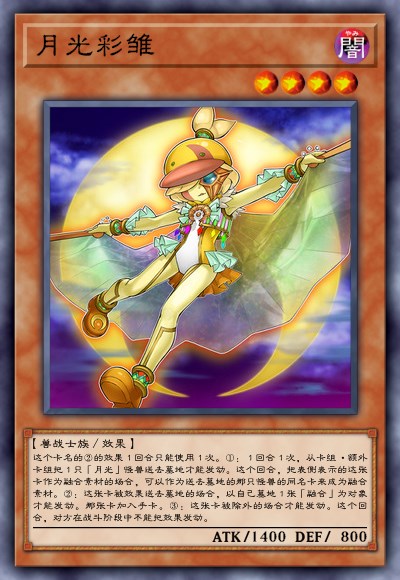 月光彩雏
やみ
闇
【兽战士族／效果】
这个卡名的②的效果1回合只能使用1次。①：1回合1次，从卡组·额外
卡组把1只「月光」怪兽送去墓地才能发动。这个回合，把表侧表示的这张
卡作为融合素材的场合，可以作为送去墓地的那只怪兽的同名卡来成为融合
素材。②：这张卡被效果送去墓地的场合，以自己墓地1张「融合」为对象
才能发动。那张卡加入手卡。③：这张卡被除外的场合才能发动。这个回
合，对方在战斗阶段中不能把效果发动。
ATK/1400 DEF/ 800